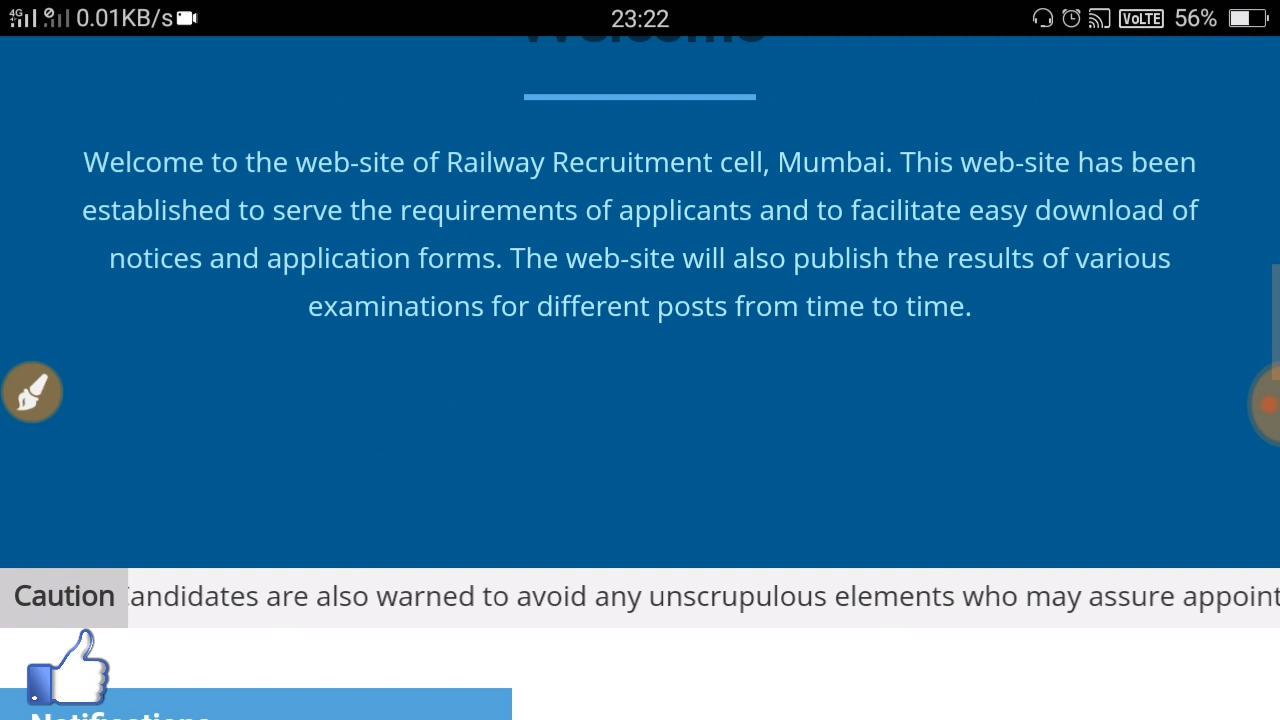 4G 0.01KB/s 23:22 VoLTE 56%
Welcome
Welcome to the web-site of Railway Recruitment cell, Mumbai. This web-site has been
established to serve the requirements of applicants and to facilitate easy download of
notices and application forms. The web-site will also publish the results of various
examinations for different posts from time to time.
Caution andidates are also warned to avoid any unscrupulous elements who may assure appoint
Notifications